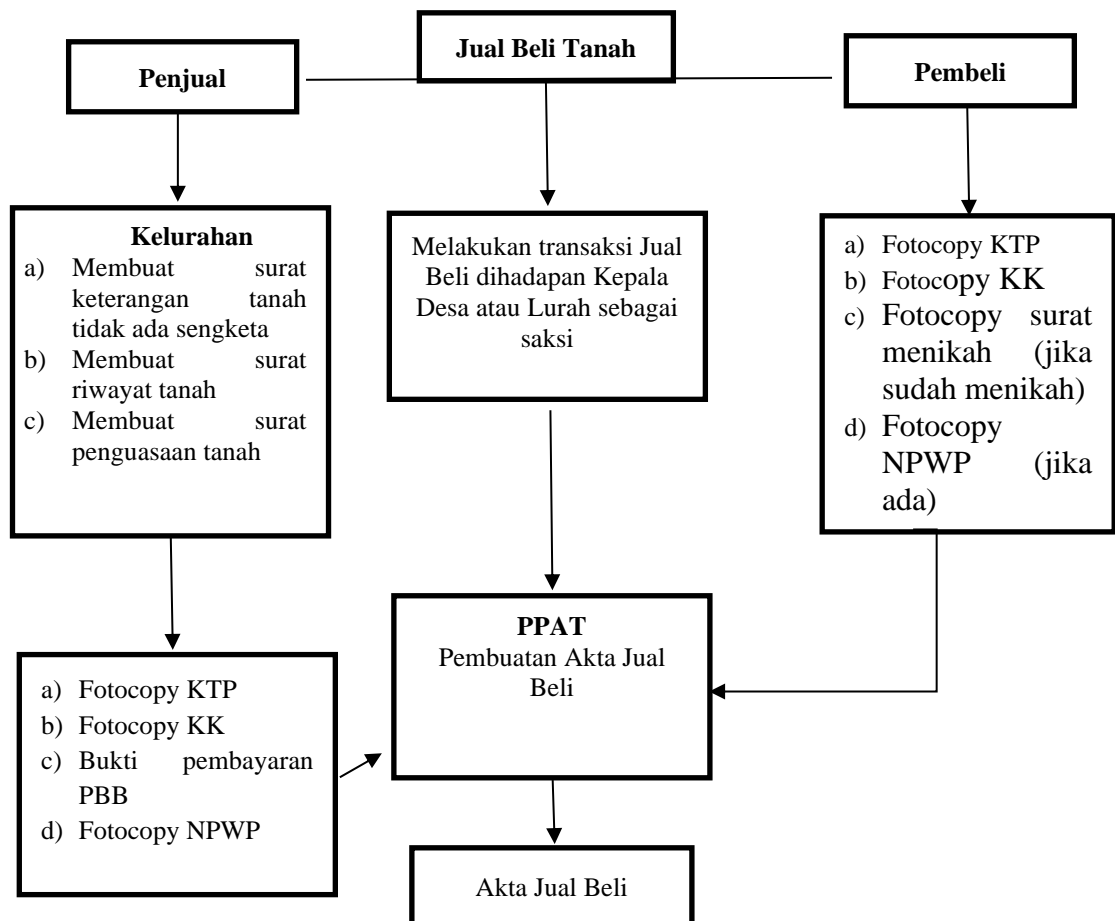 Jual Beli Tanah
Penjual
Pembeli
Kelurahan
a) Membuat surat
keterangan tanah
tidak ada sengketa
b) Membuat surat
riwayat tanah
c) Membuat surat
penguasaan tanah
Melakukan transaksi Jual
Beli dihadapan Kepala
Desa atau Lurah sebagai
saksi
a) Fotocopy KTP
b) Fotocopy KK
c) Fotocopy surat
menikah (jika
sudah menikah)
d) Fotocopy
NPWP (jika
ada)
a) Fotocopy KTP
b) Fotocopy KK
c) Bukti pembayaran
PBB
d) Fotocopy NPWP
PPAT
Pembuatan Akta Jual
Beli
Akta Jual Beli